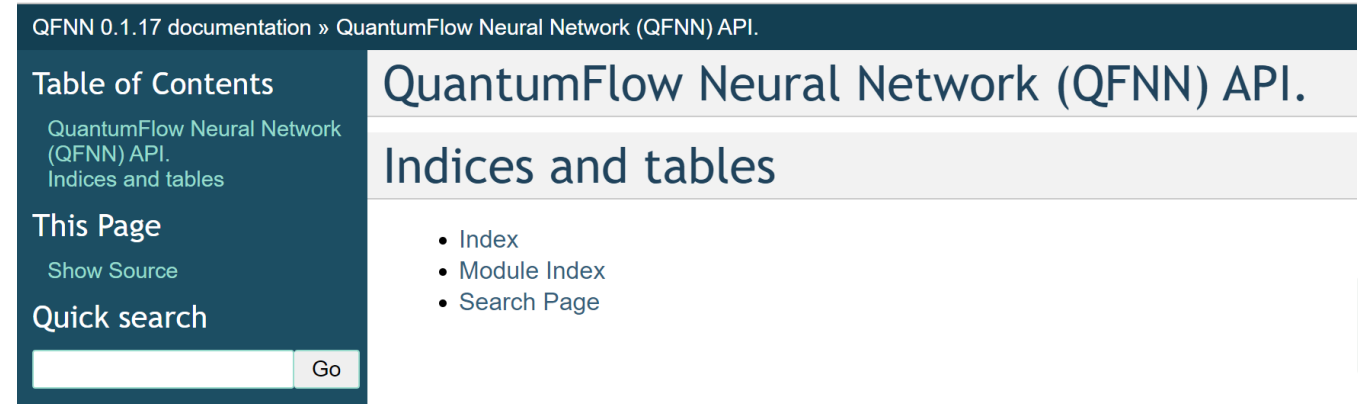 QFNN 0.1.17 documentation » QuantumFlow Neural Network (QFNN) API.
Table of Contents
QuantumFlow Neural Network
(QFNN) API.
Indices and tables
This Page
Show Source
Quick search
Go
QuantumFlow Neural Network (QFNN) API.
Indices and tables
• Index
• Module Index
• Search Page